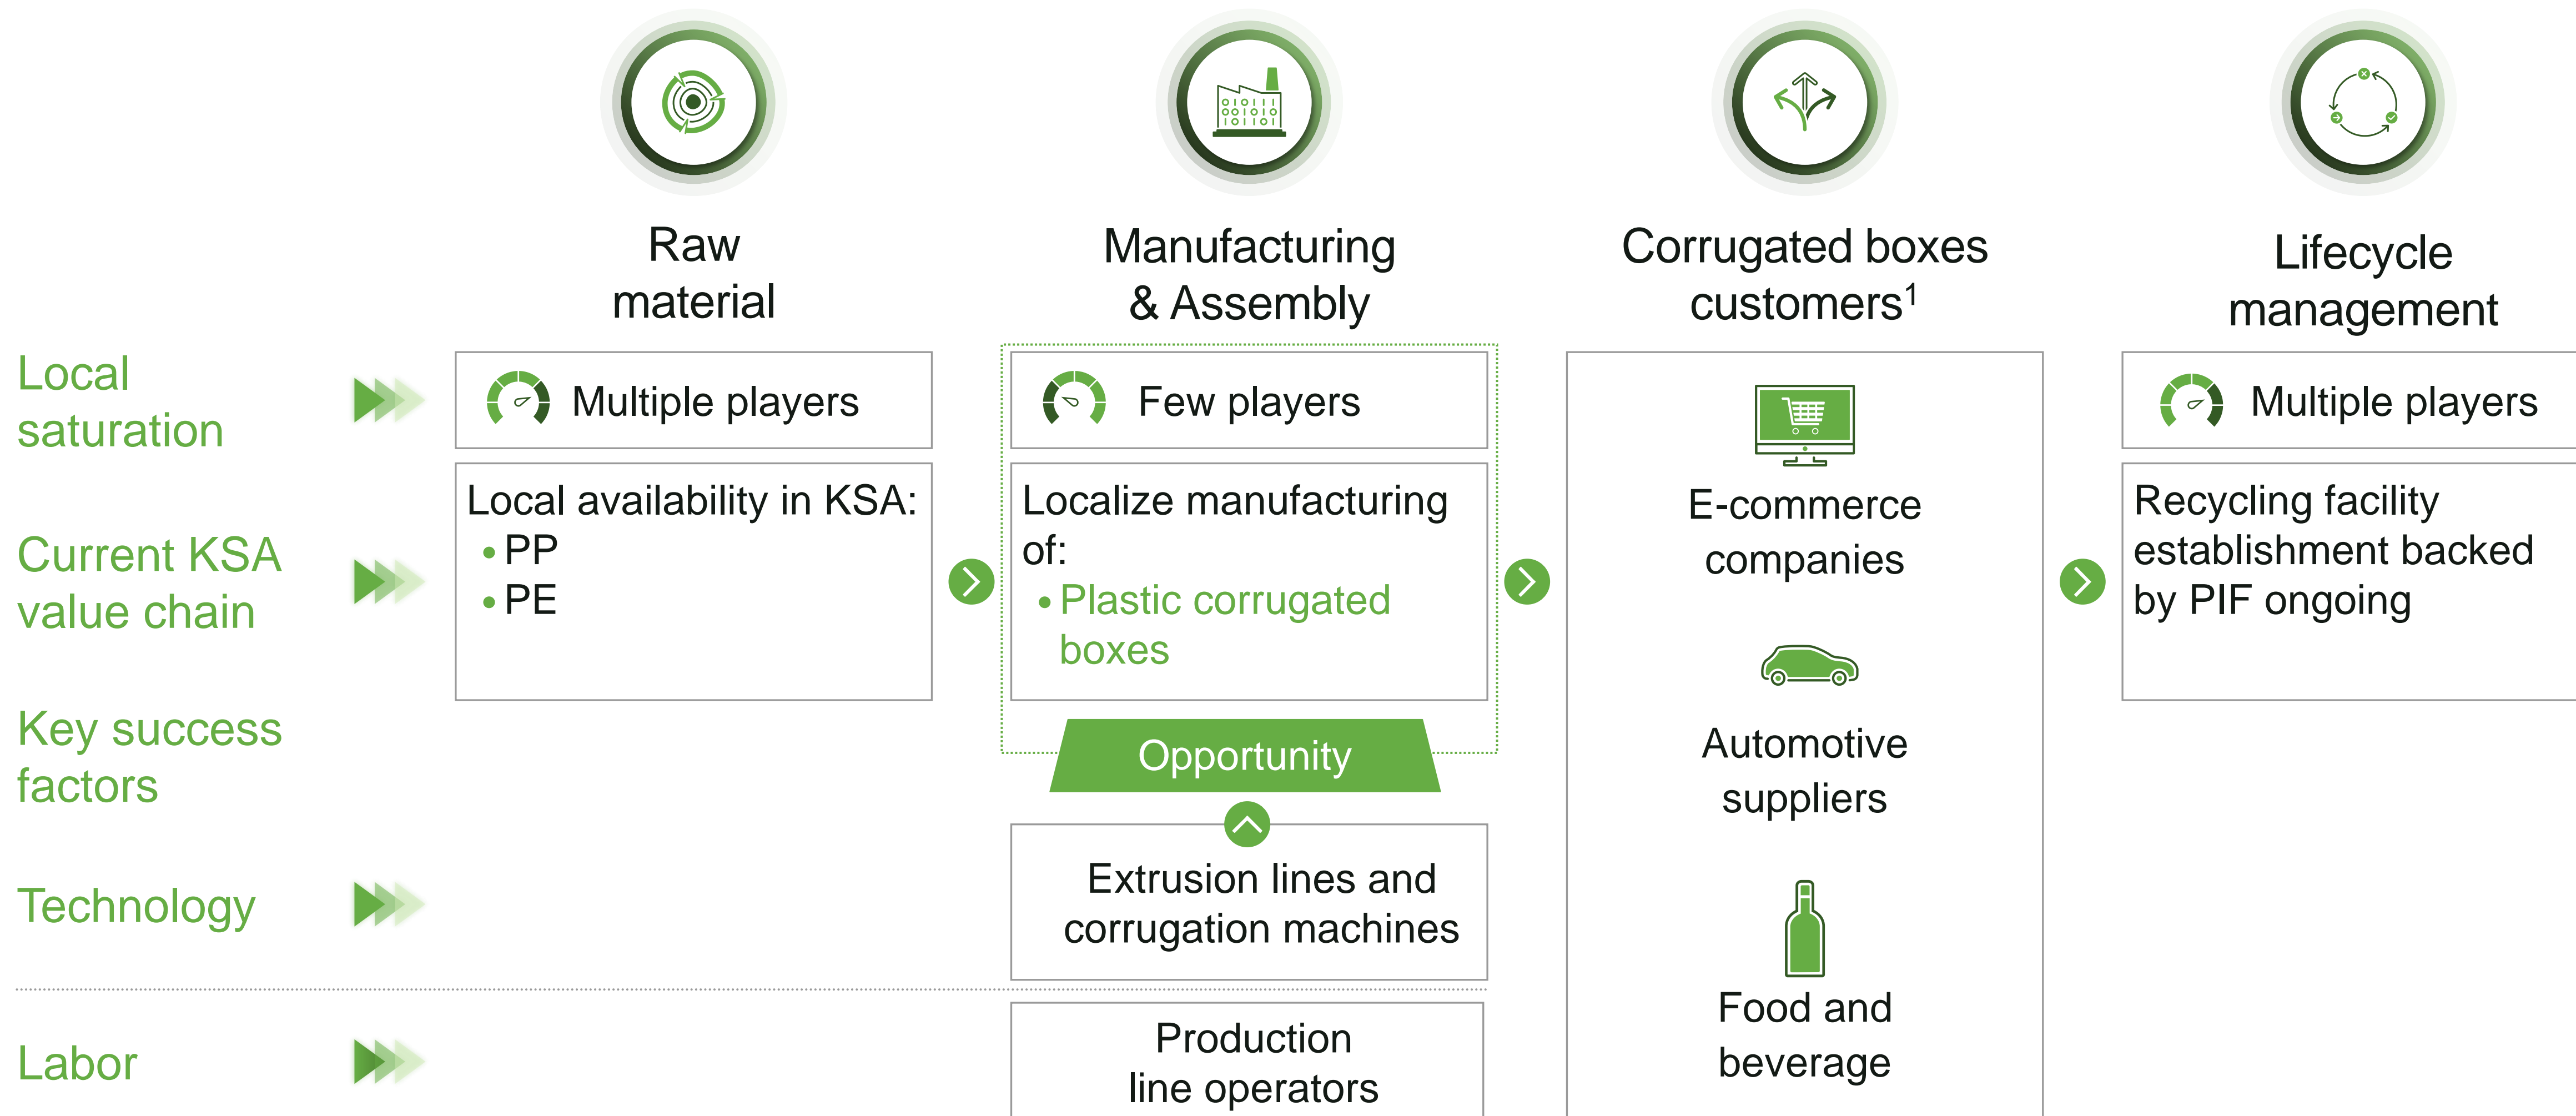 Raw
material
Manufacturing
& Assembly
Corrugated boxes
customers¹
Lifecycle
management
Local
saturation
Multiple players
Few players
Multiple players
Current KSA
value chain
Local availability in KSA:
• PP
• PE
Localize manufacturing
of:
• Plastic corrugated
boxes
E-commerce
companies
Automotive
suppliers
Food and
beverage
Recycling facility
establishment backed
by PIF ongoing
Key success
factors
Opportunity
Technology
Extrusion lines and
corrugation machines
Labor
Production
line operators